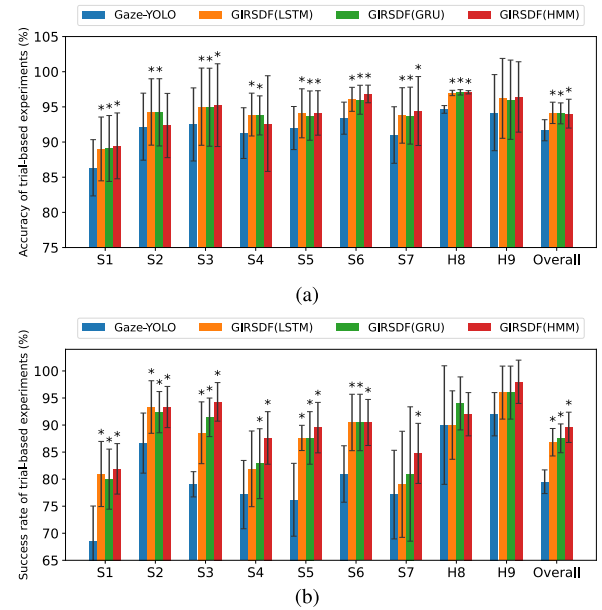 (a)
Gaze-YOLO GIRSDF(LSTM) GIRSDF(GRU) GIRSDF(HMM)
Accuracy of trial-based experiments (%)
105
100
95
90
85
80
75
* * * * * * * * * * * * * * * * * * * * * * * *
S1 S2 S3 S4 S5 S6 S7 H8 H9 Overall
(a)
Gaze-YOLO GIRSDF(LSTM) GIRSDF(GRU) GIRSDF(HMM)
Success rate of trial-based experiments (%)
100
95
90
85
80
75
70
65
* * * * * * * * * * * * * * * * * * * * * *
S1 S2 S3 S4 S5 S6 S7 H8 H9 Overall
(b)